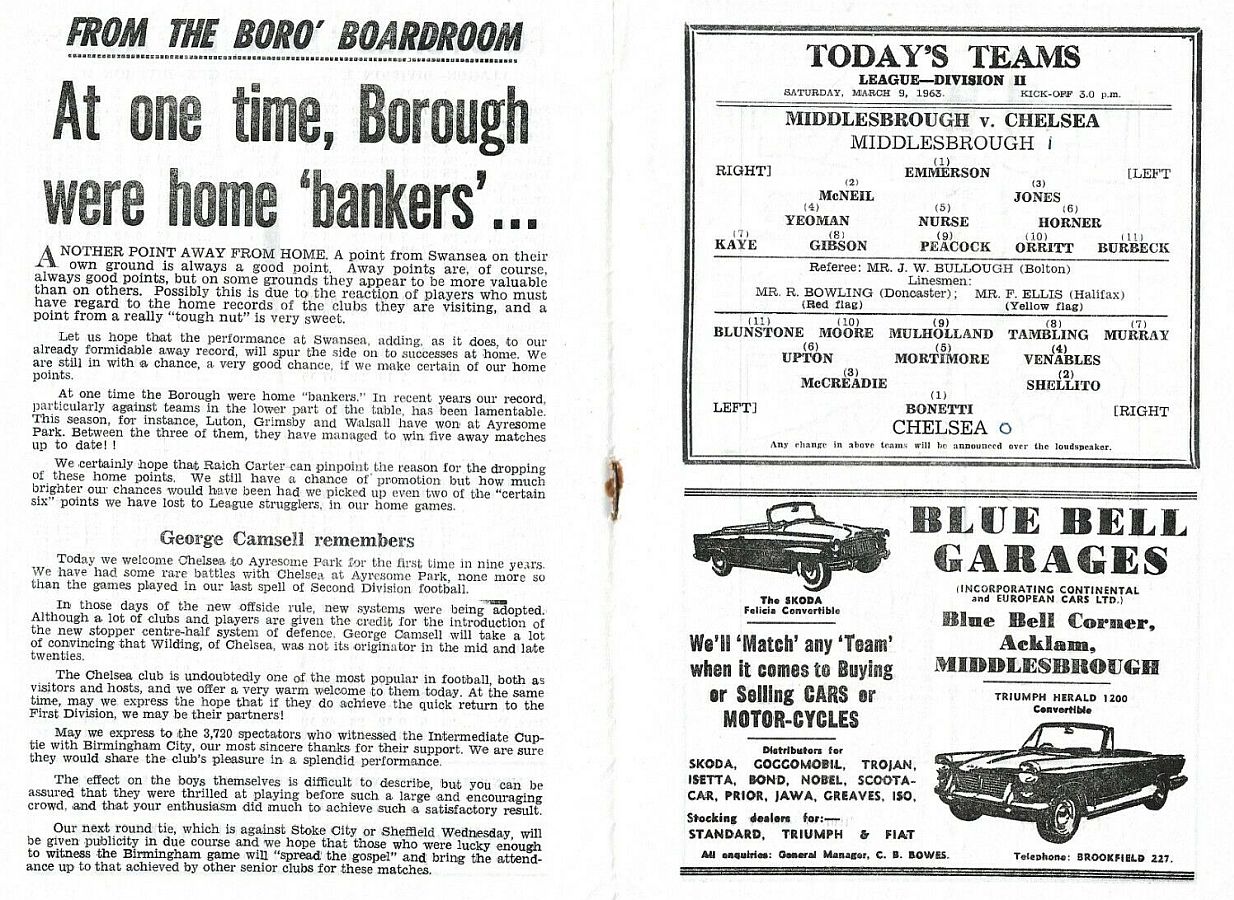 FROM THE BORO' BOARDROOM
At one time, Borough
were home 'bankers'...
ANOTHER POINT AWAY FROM HOME. A point from Swansea on their
own ground is always a good point. Away points are, of course,
always good points, but on some grounds they appear to be more valuable
than on others. Possibly this is due to the reaction of players who must
have regard to the home records of the clubs they are visiting, and a
point from a really "tough nut" is very sweet.
Let us hope that the performance at Swansea, adding, as it does, to our
already formidable away record, will spur the side on to successes at home. We
are still in with a chance, a very good chance, if we make certain of our home
points.
At one time the Borough were home "bankers." In recent years our record,
particularly against teams in the lower part of the table, has been lamentable.
This season, for instance, Luton, Grimsby and Walsall have won at Ayresome
Park. Between the three of them, they have managed to win five away matches
up to date! !
We certainly hope that Raich Carter can pinpoint the reason for the dropping
of these home points. We still have a chance of promotion but how much
brighter our chances would have been had we picked up even two of the "certain
six" points we have lost to League strugglers, in our home games.
George Camsell remembers
Today we welcome Chelsea to Ayresome Park for the first time in nine years.
We have had some rare battles with Chelsea at Ayresome Park, none more so
than the games played in our last spell of Second Division football.
In those days of the new offside rule, new systems were being adopted.
Although a lot of clubs and players are given the credit for the introduction of
the new stopper centre-half system of defence, George Camsell will take a lot
of convincing that Wilding, of Chelsea, was not its originator in the mid and late
twenties.
The Chelsea club is undoubtedly one of the most popular in football, both as
visitors and hosts, and we offer a very warm welcome to them today. At the same
time, may we express the hope that if they do achieve the quick return to the
First Division, we may be their partners!
May we express to the 3,720 spectators who witnessed the Intermediate Cup-
tie with Birmingham City, our most sincere thanks for their support. We are sure
they would share the club's pleasure in a splendid performance.
The effect on the boys themselves is difficult to describe, but you can be
assured that they were thrilled at playing before such a large and encouraging
crowd, and that your enthusiasm did much to achieve such a satisfactory result.
Our next round tie, which is against Stoke City or Sheffield Wednesday, will
be given publicity in due course and we hope that those who were lucky enough
to witness the Birmingham game will "spread the gospel" and bring the attend-
ance up to that achieved by other senior clubs for these matches.
TODAY'S TEAMS
LEAGUE—DIVISION II
SATURDAY, MARCH 9, 1963. KICK-OFF 3.0 p.m.
MIDDLESBROUGH v. CHELSEA
MIDDLESBROUGH 1
(1)
RIGHT] EMMERSON [LEFT
(2) (3)
McNEIL JONES
(4) (5) (6)
YEOMAN NURSE HORNER
(7) (8) (9) (10) (11)
KAYE GIBSON PEACOCK ORRITT BURBECK
Referee: MR. J. W. BULLOUGH (Bolton)
Linesmen:
MR. R. BOWLING (Doncaster); MR. F. ELLIS (Halifax)
(Red flag) (Yellow flag)
(11) (10) (9) (8) (7)
BLUNSTONE MOORE MULHOLLAND TAMBLING MURRAY
(6) (5) (4)
UPTON MORTIMORE VENABLES
(3) (2)
McCREADIE SHELLITO
(1)
LEFT] BONETTI [RIGHT
CHELSEA 0
Any change in above teams will be announced over the loudspeaker.
BLUE BELL
GARAGES
(INCORPORATING CONTINENTAL
and EUROPEAN CARS LTD.)
Blue Bell Corner,
Acklam,
MIDDLESBROUGH
The SKODA
Felicia Convertible
We'll 'Match' any 'Team'
when it comes to Buying
or Selling CARS or
MOTOR-CYCLES
TRIUMPH HERALD 1200
Convertible
Distributors for
SKODA, GOGGOMOBIL, TROJAN,
ISETTA, BOND, NOBEL, SCOOTA-
CAR, PRIOR, JAWA, GREAVES, ISO,
Stocking dealers for:—
STANDARD, TRIUMPH & FIAT
All enquiries: General Manager, C. B. BOWES. Telephone: BROOKFIELD 227.